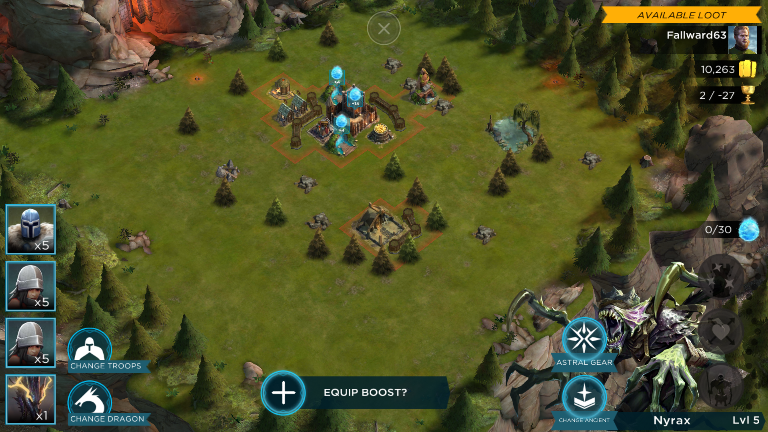 AVAILABLE LOOT
Fallward63
10,263
2 / -27
x5
x5
x5
x1
0/30
CHANGE TROOPS
CHANGE DRAGON
EQUIP BOOST?
ASTRAL GEAR
CHANGE ANCIENT
Nyrax Lvl 5